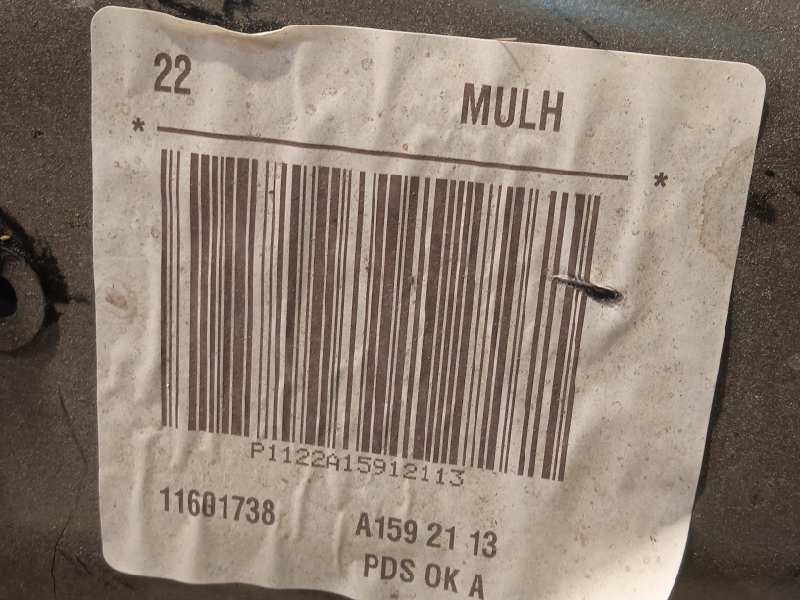 22 MULH
* *
P1122A15912113
11601738 A159 21 13
PDS OK A